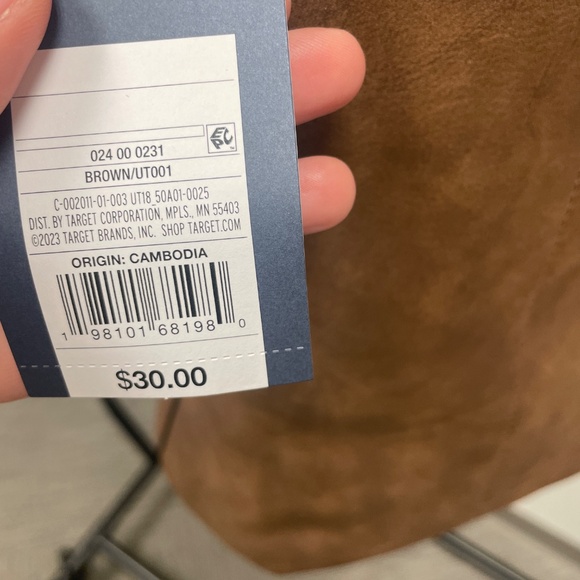 EPC
024 00 0231
BROWN/UT001
C-002011-01-003 UT18_50A01-0025
DIST. BY TARGET CORPORATION, MPLS., MN 55403
©2023 TARGET BRANDS, INC. SHOP TARGET.COM
ORIGIN: CAMBODIA
1 98101 68198 0
$30.00